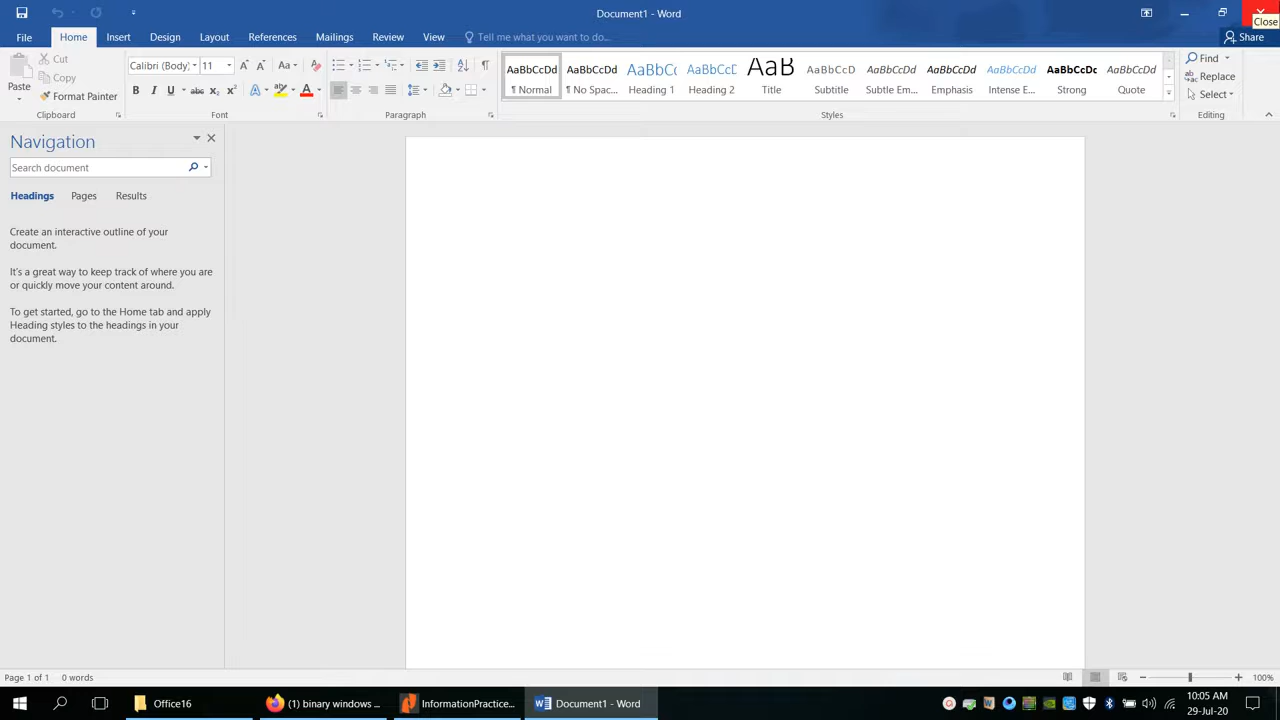 Document1 - Word
Close
File Home Insert Design Layout References Mailings Review View Tell me what you want to do... Share
Paste
Cut
Copy
Format Painter
Clipboard
Calibri (Body) 11
Font
Paragraph
AaBbCcDd AaBbCcDd AaBbCc AaBbCcD AaB AaBbCcD AaBbCcDd AaBbCcDd AaBbCcDd AaBbCcDc AaBbCcDd
¶ Normal ¶ No Spac... Heading 1 Heading 2 Title Subtitle Subtle Em... Emphasis Intense E... Strong Quote
Styles
Find
Replace
Select
Editing
Navigation
Search document
Headings Pages Results
Create an interactive outline of your
document.
It's a great way to keep track of where you are
or quickly move your content around.
To get started, go to the Home tab and apply
Heading styles to the headings in your
document.
Page 1 of 1 0 words
100%
Office16
(1) binary windows ...
InformationPractice...
Document1 - Word
10:05 AM
29-Jul-20